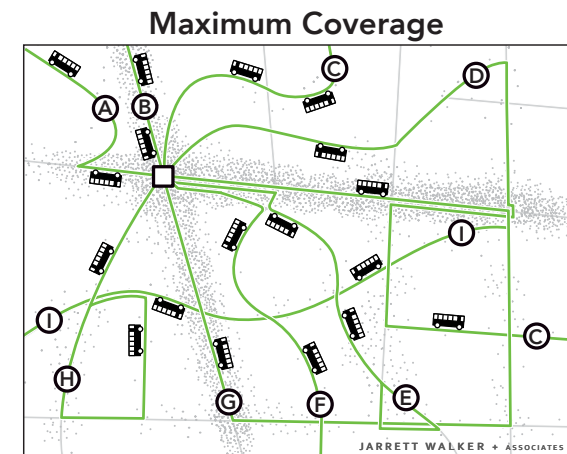 Maximum Coverage
C
D
A
B
I
I
C
H
G
F
E
JARRETT WALKER + ASSOCIATES